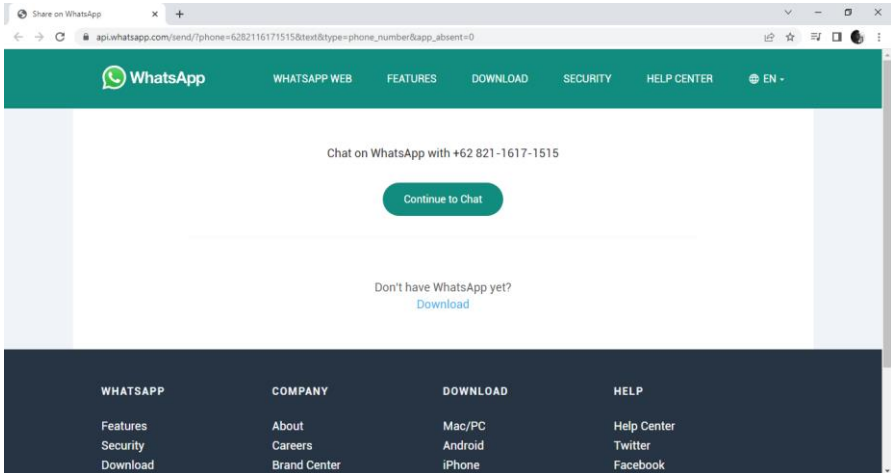 Share on WhatsApp
api.whatsapp.com/send/?phone=6282116171515&text&type=phone_number&app_absent=0
WhatsApp WHATSAPP WEB FEATURES DOWNLOAD SECURITY HELP CENTER EN
Chat on WhatsApp with +62 821-1617-1515
Continue to Chat
Don't have WhatsApp yet?
Download
WHATSAPP COMPANY DOWNLOAD HELP
Features About Mac/PC Help Center
Security Careers Android Twitter
Download Brand Center iPhone Facebook